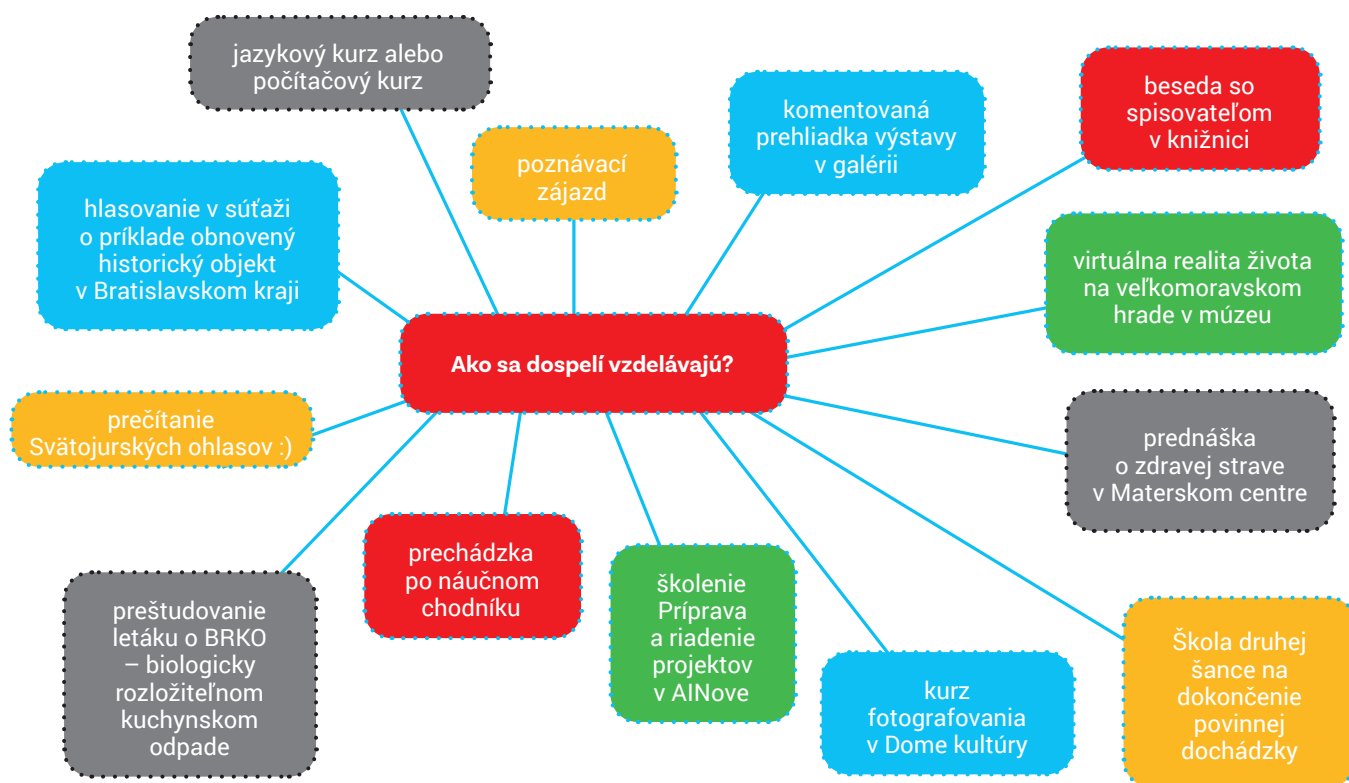 jazykový kurz alebo
počítačový kurz
komentovaná
prehliadka výstavy
v galérii
beseda so
spisovateľom
v knižnici
poznávací
zájazd
hlasovanie v súťaži
o príklade obnovený
historický objekt
v Bratislavskom kraji
virtuálna realita života
na veľkomoravskom
hrade v múzeu
Ako sa dospelí vzdelávajú?
prečítanie
Svätojurských ohlasov :)
prednáška
o zdravej strave
v Materskom centre
prechádzka
po náučnom
chodníku
školenie
Príprava
a riadenie
projektov
v AINove
preštudovanie
letáku o BRKO
– biologicky
rozložiteľnom
kuchynskom
odpade
kurz
fotografovania
v Dome kultúry
Škola druhej
šance na
dokončenie
povinnej
dochádzky